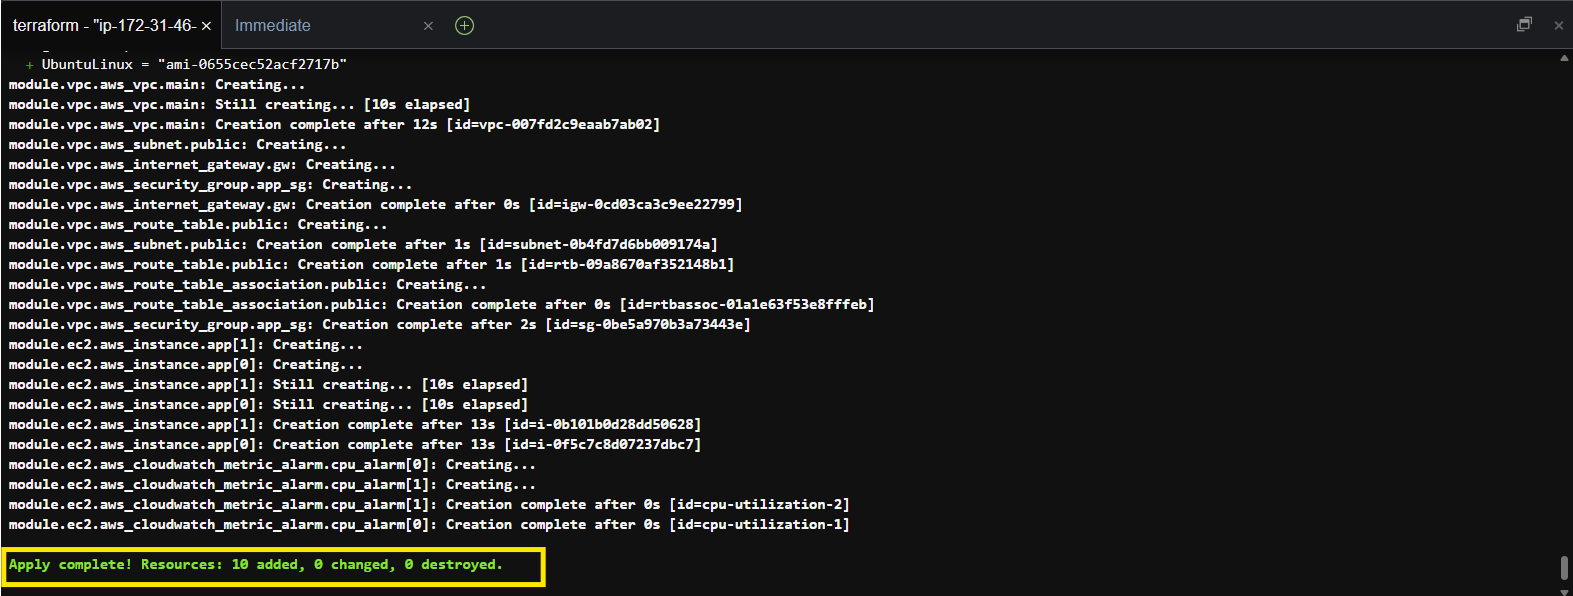 terraform - "ip-172-31-46- × Immediate ×
+ UbuntuLinux = "ami-0655cec52acf2717b"
module.vpc.aws_vpc.main: Creating...
module.vpc.aws_vpc.main: Still creating... [10s elapsed]
module.vpc.aws_vpc.main: Creation complete after 12s [id=vpc-007fd2c9eaab7ab02]
module.vpc.aws_subnet.public: Creating...
module.vpc.aws_internet_gateway.gw: Creating...
module.vpc.aws_security_group.app_sg: Creating...
module.vpc.aws_internet_gateway.gw: Creation complete after 0s [id=igw-0cd03ca3c9ee22799]
module.vpc.aws_route_table.public: Creating...
module.vpc.aws_subnet.public: Creation complete after 1s [id=subnet-0b4fd7d6bb009174a]
module.vpc.aws_route_table.public: Creation complete after 1s [id=rtb-09a8670af352148b1]
module.vpc.aws_route_table_association.public: Creating...
module.vpc.aws_route_table_association.public: Creation complete after 0s [id=rtbassoc-01a1e63f53e8fffeb]
module.vpc.aws_security_group.app_sg: Creation complete after 2s [id=sg-0be5a970b3a73443e]
module.ec2.aws_instance.app[1]: Creating...
module.ec2.aws_instance.app[0]: Creating...
module.ec2.aws_instance.app[1]: Still creating... [10s elapsed]
module.ec2.aws_instance.app[0]: Still creating... [10s elapsed]
module.ec2.aws_instance.app[1]: Creation complete after 13s [id=i-0b101b0d28dd50628]
module.ec2.aws_instance.app[0]: Creation complete after 13s [id=i-0f5c7c8d07237dbc7]
module.ec2.aws_cloudwatch_metric_alarm.cpu_alarm[0]: Creating...
module.ec2.aws_cloudwatch_metric_alarm.cpu_alarm[1]: Creating...
module.ec2.aws_cloudwatch_metric_alarm.cpu_alarm[1]: Creation complete after 0s [id=cpu-utilization-2]
module.ec2.aws_cloudwatch_metric_alarm.cpu_alarm[0]: Creation complete after 0s [id=cpu-utilization-1]
Apply complete! Resources: 10 added, 0 changed, 0 destroyed.